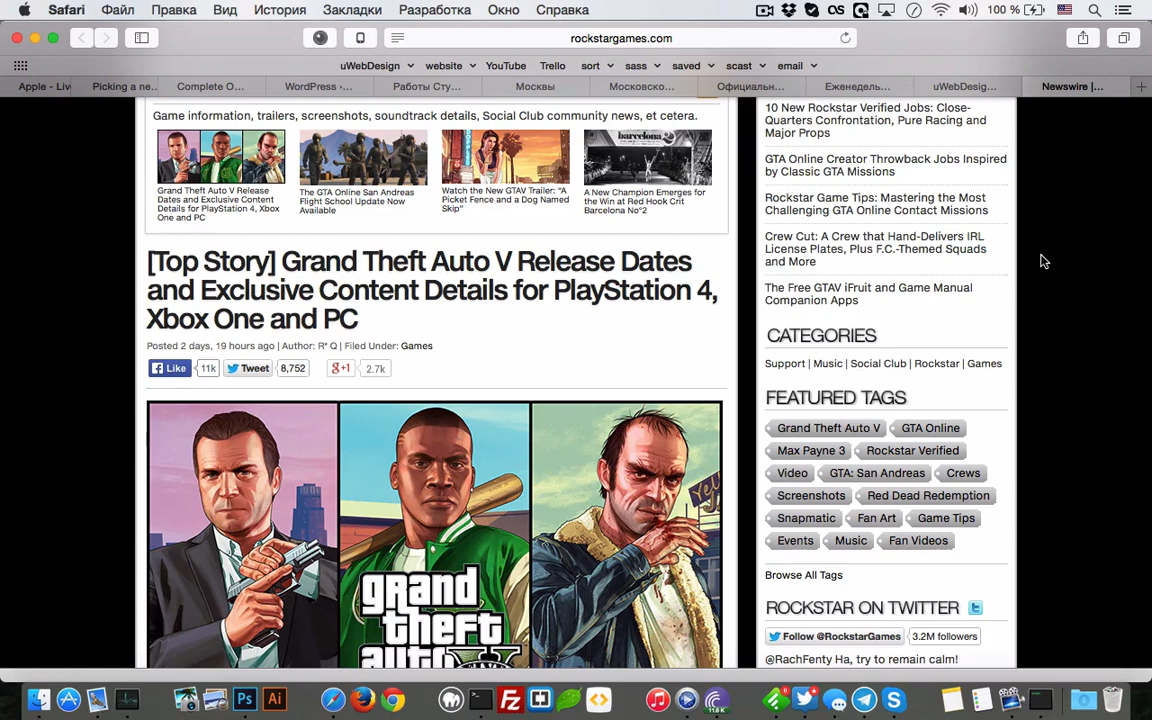 Safari Файл Правка Вид История Закладки Разработка Окно Справка
100 %
rockstargames.com
uWebDesign website YouTube Trello sort sass saved scast email
Apple - Liv
Picking a ne...
Complete O...
WordPress ‹...
Работы Сту...
Москвы
Московско...
Официальн...
Еженедель...
uWebDesig...
Newswire |...
Game information, trailers, screenshots, soundtrack details, Social Club community news, et cetera.
barcelona
Grand Theft Auto V Release
Dates and Exclusive Content
Details for PlayStation 4, Xbox
One and PC
The GTA Online San Andreas
Flight School Update Now
Available
Watch the New GTAV Trailer: "A
Picket Fence and a Dog Named
Skip"
A New Champion Emerges for
the Win at Red Hook Crit
Barcelona No°2
[Top Story] Grand Theft Auto V Release Dates
and Exclusive Content Details for PlayStation 4,
Xbox One and PC
Posted 2 days, 19 hours ago | Author: R* Q | Filed Under: Games
Like 11k Tweet 8,752 g+1 2.7k
grand
theft
auto V
10 New Rockstar Verified Jobs: Close-
Quarters Confrontation, Pure Racing and
Major Props
GTA Online Creator Throwback Jobs Inspired
by Classic GTA Missions
Rockstar Game Tips: Mastering the Most
Challenging GTA Online Contact Missions
Crew Cut: A Crew that Hand-Delivers IRL
License Plates, Plus F.C.-Themed Squads
and More
The Free GTAV iFruit and Game Manual
Companion Apps
CATEGORIES
Support | Music | Social Club | Rockstar | Games
FEATURED TAGS
Grand Theft Auto V GTA Online
Max Payne 3 Rockstar Verified
Video GTA: San Andreas Crews
Screenshots Red Dead Redemption
Snapmatic Fan Art Game Tips
Events Music Fan Videos
Browse All Tags
ROCKSTAR ON TWITTER
Follow @RockstarGames 3.2M followers
@RachFenty Ha, try to remain calm!
Ps Ai Fz
11.6 K